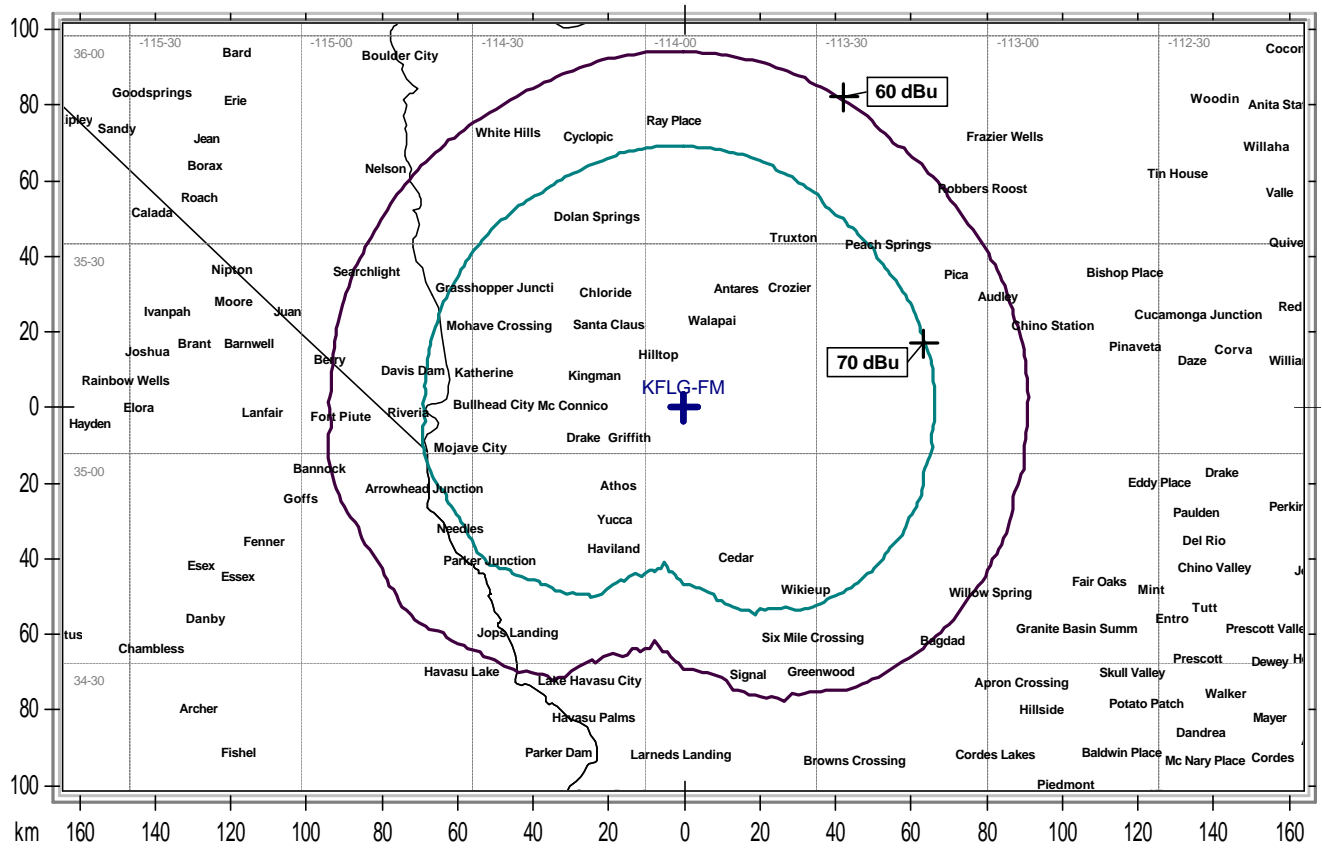 100
80
60
40
20
0
20
40
60
80
100
-115-30
-115-00
-114-30
-114-00
-113-30
-113-00
-112-30
36-00
35-30
35-00
34-30
Bard
Boulder City
Goodsprings
Erie
60 dBu
Woodin
Sandy
Jean
White Hills
Cyclopic
Ray Place
Frazier Wells
Willaha
Borax
Nelson
Tin House
Roach
Robbers Roost
Valle
Calada
Dolan Springs
Truxton
Peach Springs
Nipton
Searchlight
Pica
Bishop Place
Moore
Grasshopper Juncti
Chloride
Antares
Crozier
Audley
Ivanpah
Juan
Mohave Crossing
Santa Claus
Walapai
Chino Station
Cucamonga Junction
Red
Joshua
Brant
Barnwell
Berry
Hilltop
70 dBu
Pinaveta
Corva
Daze
Rainbow Wells
Davis Dam
Katherine
Kingman
KFLG-FM
Elora
Lanfair
Fort Piute
Riveria
Bullhead City
Mc Connico
Hayden
Mojave City
Drake
Griffith
Bannock
Arrowhead Junction
Athos
Eddy Place
Drake
Goffs
Needles
Yucca
Paulden
Fenner
Parker Junction
Haviland
Cedar
Del Rio
Esex
Essex
Wikieup
Willow Spring
Fair Oaks
Chino Valley
Mint
Danby
Jops Landing
Six Mile Crossing
Bagdad
Granite Basin Summ
Entro
Tutt
Prescott Valle
Chambless
Havasu Lake
Lake Havasu City
Signal
Greenwood
Apron Crossing
Skull Valley
Prescott
Dewey
Archer
Havasu Palms
Hillside
Potato Patch
Walker
Mayer
Fishel
Parker Dam
Larneds Landing
Browns Crossing
Cordes Lakes
Baldwin Place
Dandrea
Mc Nary Place
Cordes
Piedmont
km
160
140
120
100
80
60
40
20
0
20
40
60
80
100
120
140
160